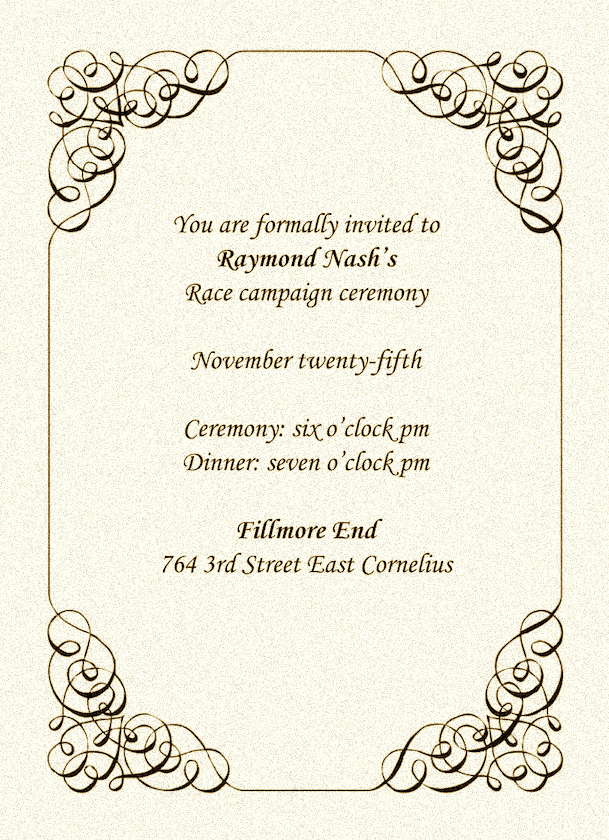 You are formally invited to
Raymond Nash’s
Race campaign ceremony
November twenty-fifth
Ceremony: six o’clock pm
Dinner: seven o’clock pm
Fillmore End
764 3rd Street East Cornelius